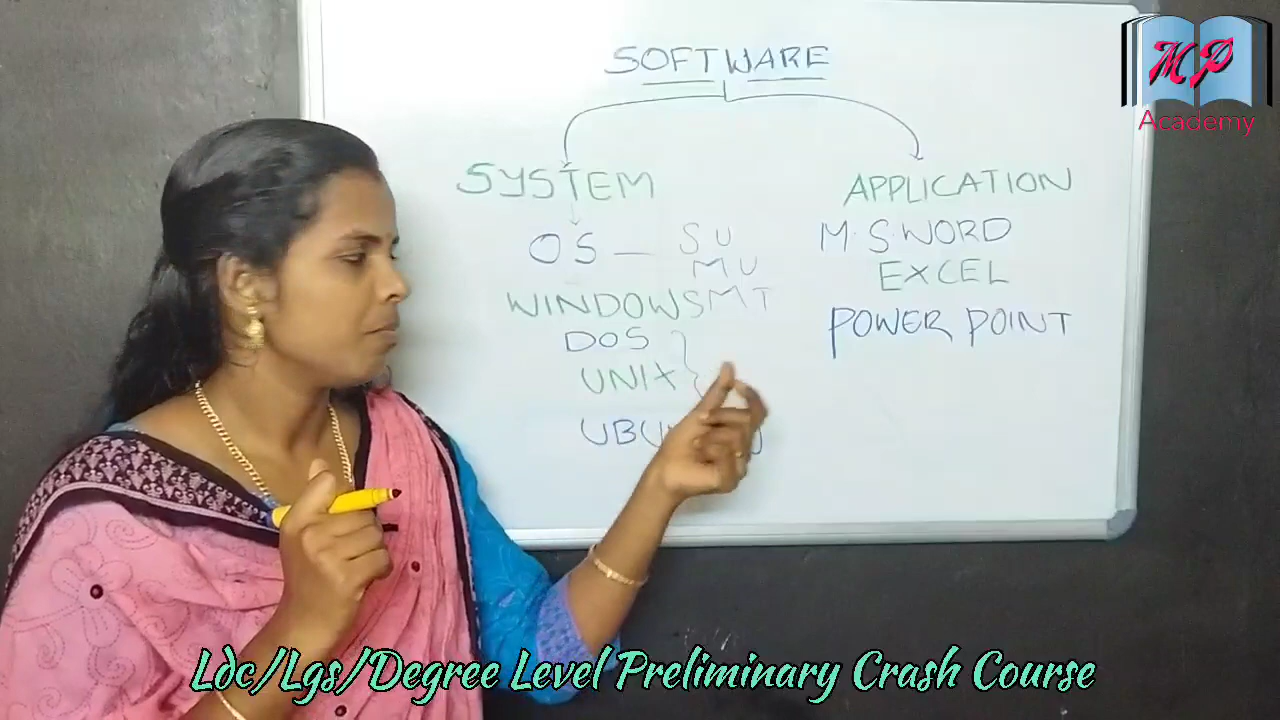 SOFTWARE
SYSTEM
APPLICATION
OS — SU
MU
MT
WINDOWS
DOS
UNIX
M.S.WORD
EXCEL
POWER POINT
MP
Academy
Ldc/Lgs/Degree Level Preliminary Crash Course